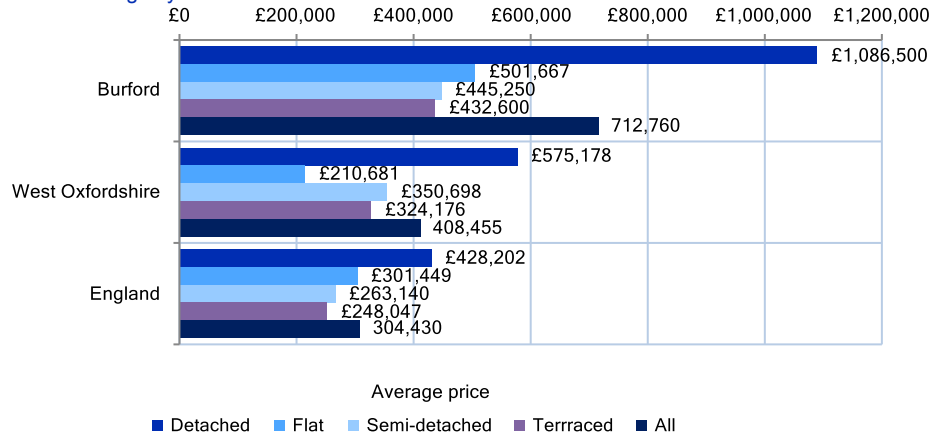 £0 £200,000 £400,000 £600,000 £800,000 £1,000,000 £1,200,000
Burford
£1,086,500
£501,667
£445,250
£432,600
712,760
West Oxfordshire
£575,178
£210,681
£350,698
£324,176
408,455
England
£428,202
£301,449
£263,140
£248,047
304,430
Average price
Detached Flat Semi-detached Terrraced All